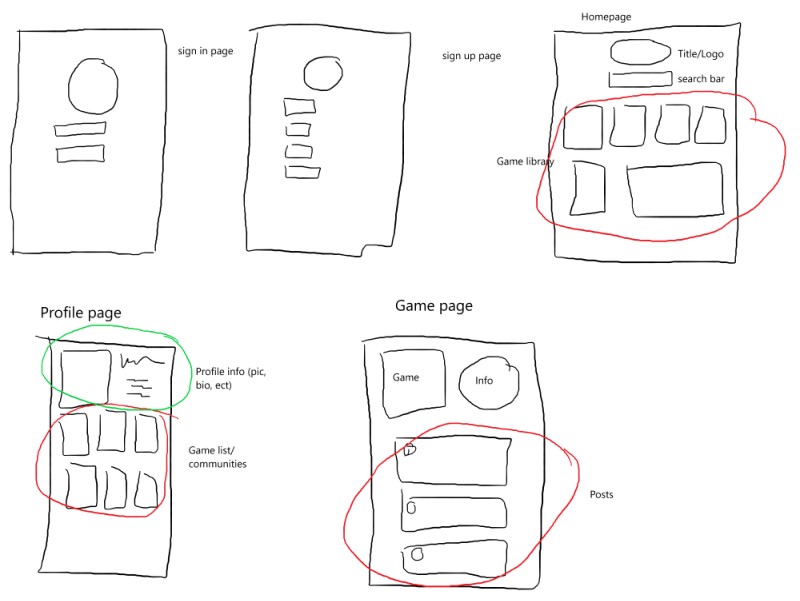 Homepage
sign in page
sign up page
Title/Logo
search bar
Game library
Profile page
Game page
Profile info (pic,
bio, ect)
Game
Info
Game list/
communities
Posts